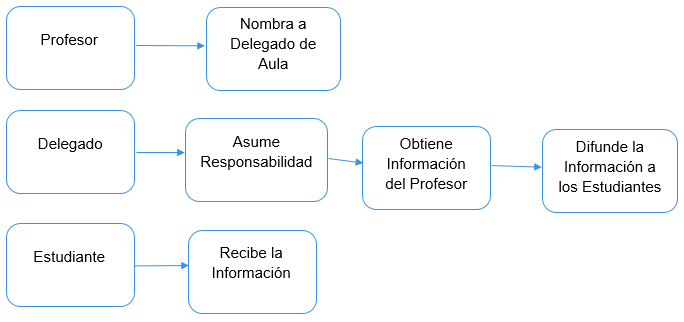 Profesor
Nombra a
Delegado de
Aula
Delegado
Asume
Responsabilidad
Obtiene
Información
del Profesor
Difunde la
Información a
los Estudiantes
Estudiante
Recibe la
Información